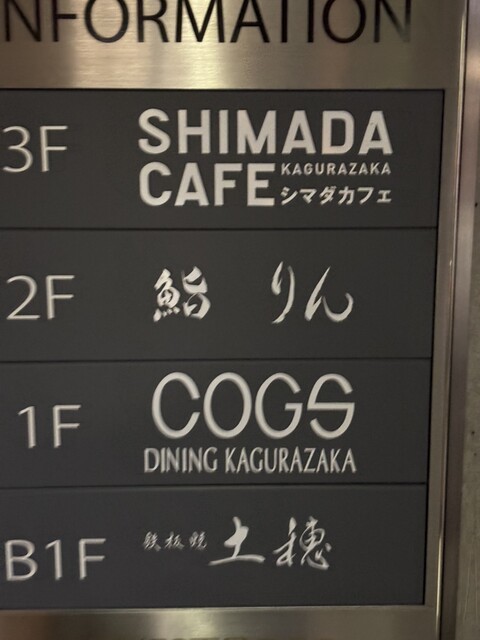 INFORMATION
3F
SHIMADA
CAFE KAGURAZAKA
シマダカフェ
2F 鮨 りん
1F COGS
DINING KAGURAZAKA
B1F 鉄板焼 土穂